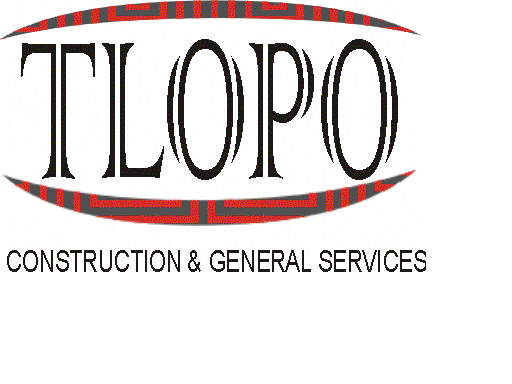 TLOPO
CONSTRUCTION & GENERAL SERVICES